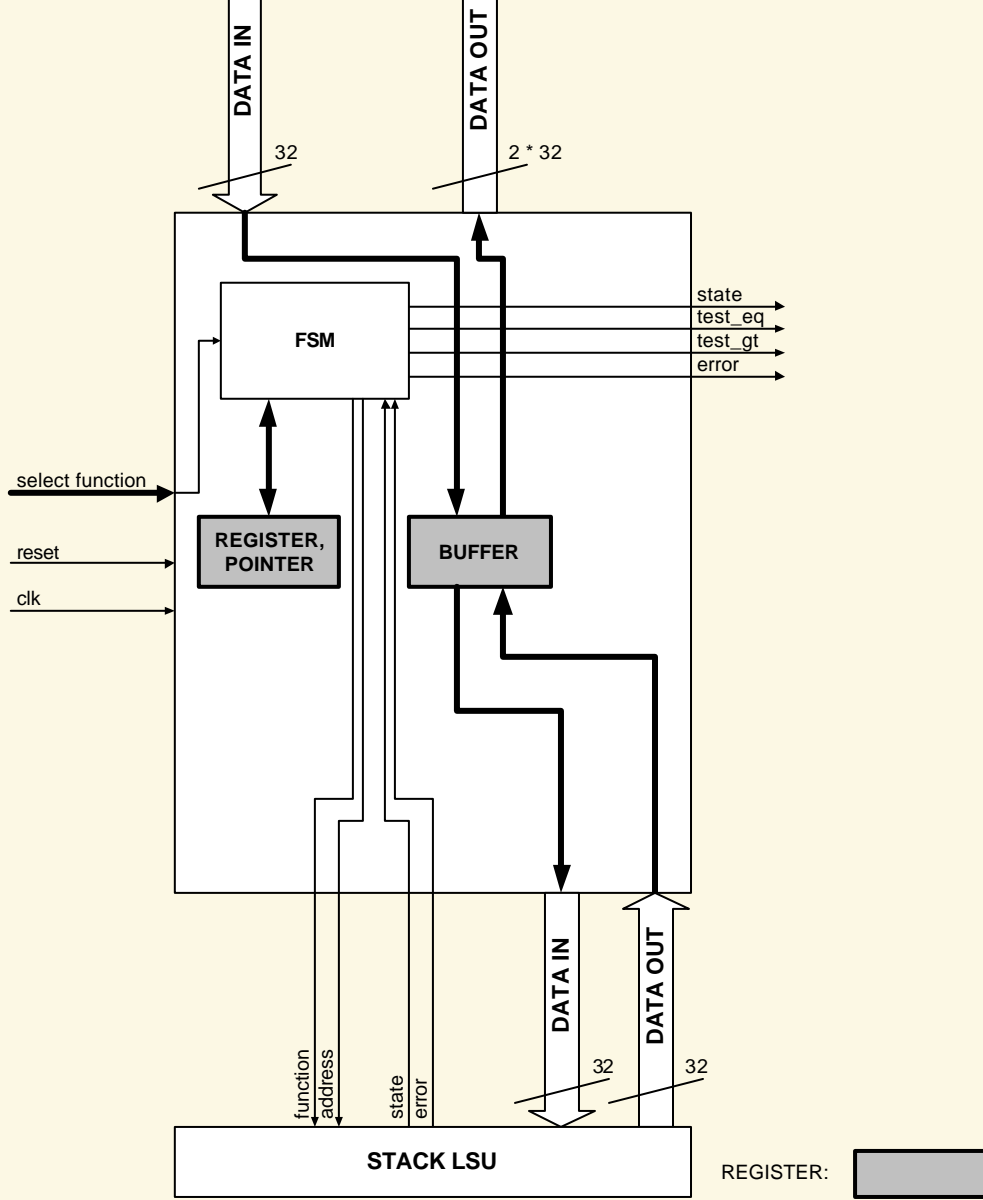 DATA IN
DATA OUT
32
2 * 32
state
test_eq
test_gt
error
FSM
select function
reset
clk
REGISTER,
POINTER
BUFFER
function
address
state
error
DATA IN
DATA OUT
32
32
STACK LSU
REGISTER: